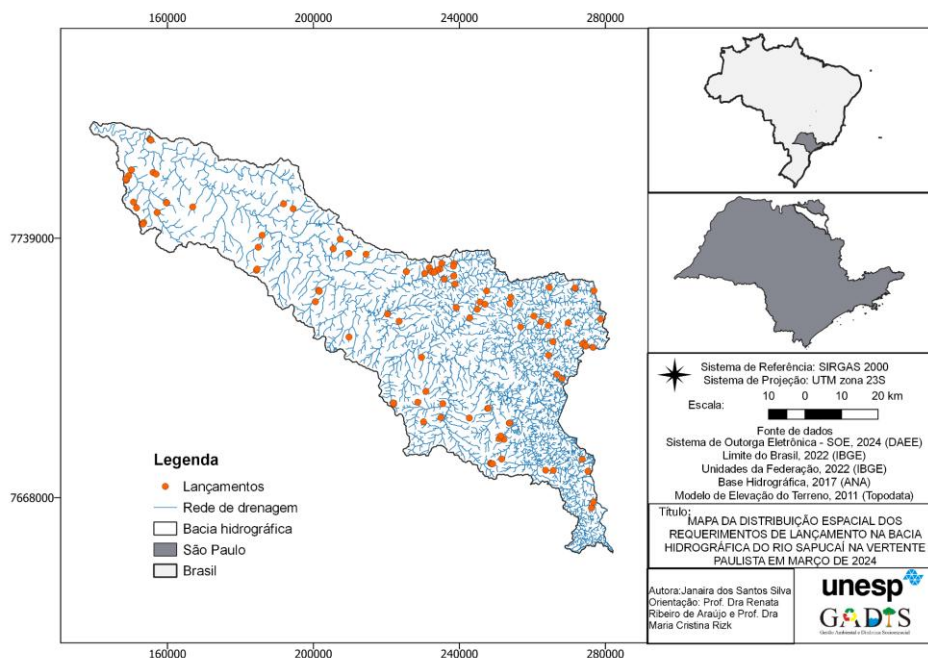 160000 200000 240000 280000
7739000
7668000
Legenda
Lançamentos
Rede de drenagem
Bacia hidrográfica
São Paulo
Brasil
160000 200000 240000 280000
Sistema de Referência: SIRGAS 2000
Sistema de Projeção: UTM zona 23S
Escala:
10 0 10 20 km
Fonte de dados
Sistema de Outorga Eletrônica - SOE, 2024 (DAEE)
Limite do Brasil, 2022 (IBGE)
Unidades da Federação, 2022 (IBGE)
Base Hidrográfica, 2017 (ANA)
Modelo de Elevação do Terreno, 2011 (Topodata)
Título:
MAPA DA DISTRIBUIÇÃO ESPACIAL DOS
REQUERIMENTOS DE LANÇAMENTO NA BACIA
HIDROGRÁFICA DO RIO SAPUCAÍ NA VERTENTE
PAULISTA EM MARÇO DE 2024
Autora:Janaira dos Santos Silva
Orientação: Prof. Dra Renata
Ribeiro de Araújo e Prof. Dra
Maria Cristina Rizk
unesp
GADIS
Gestão Ambiental e Dinâmica Socioespacial